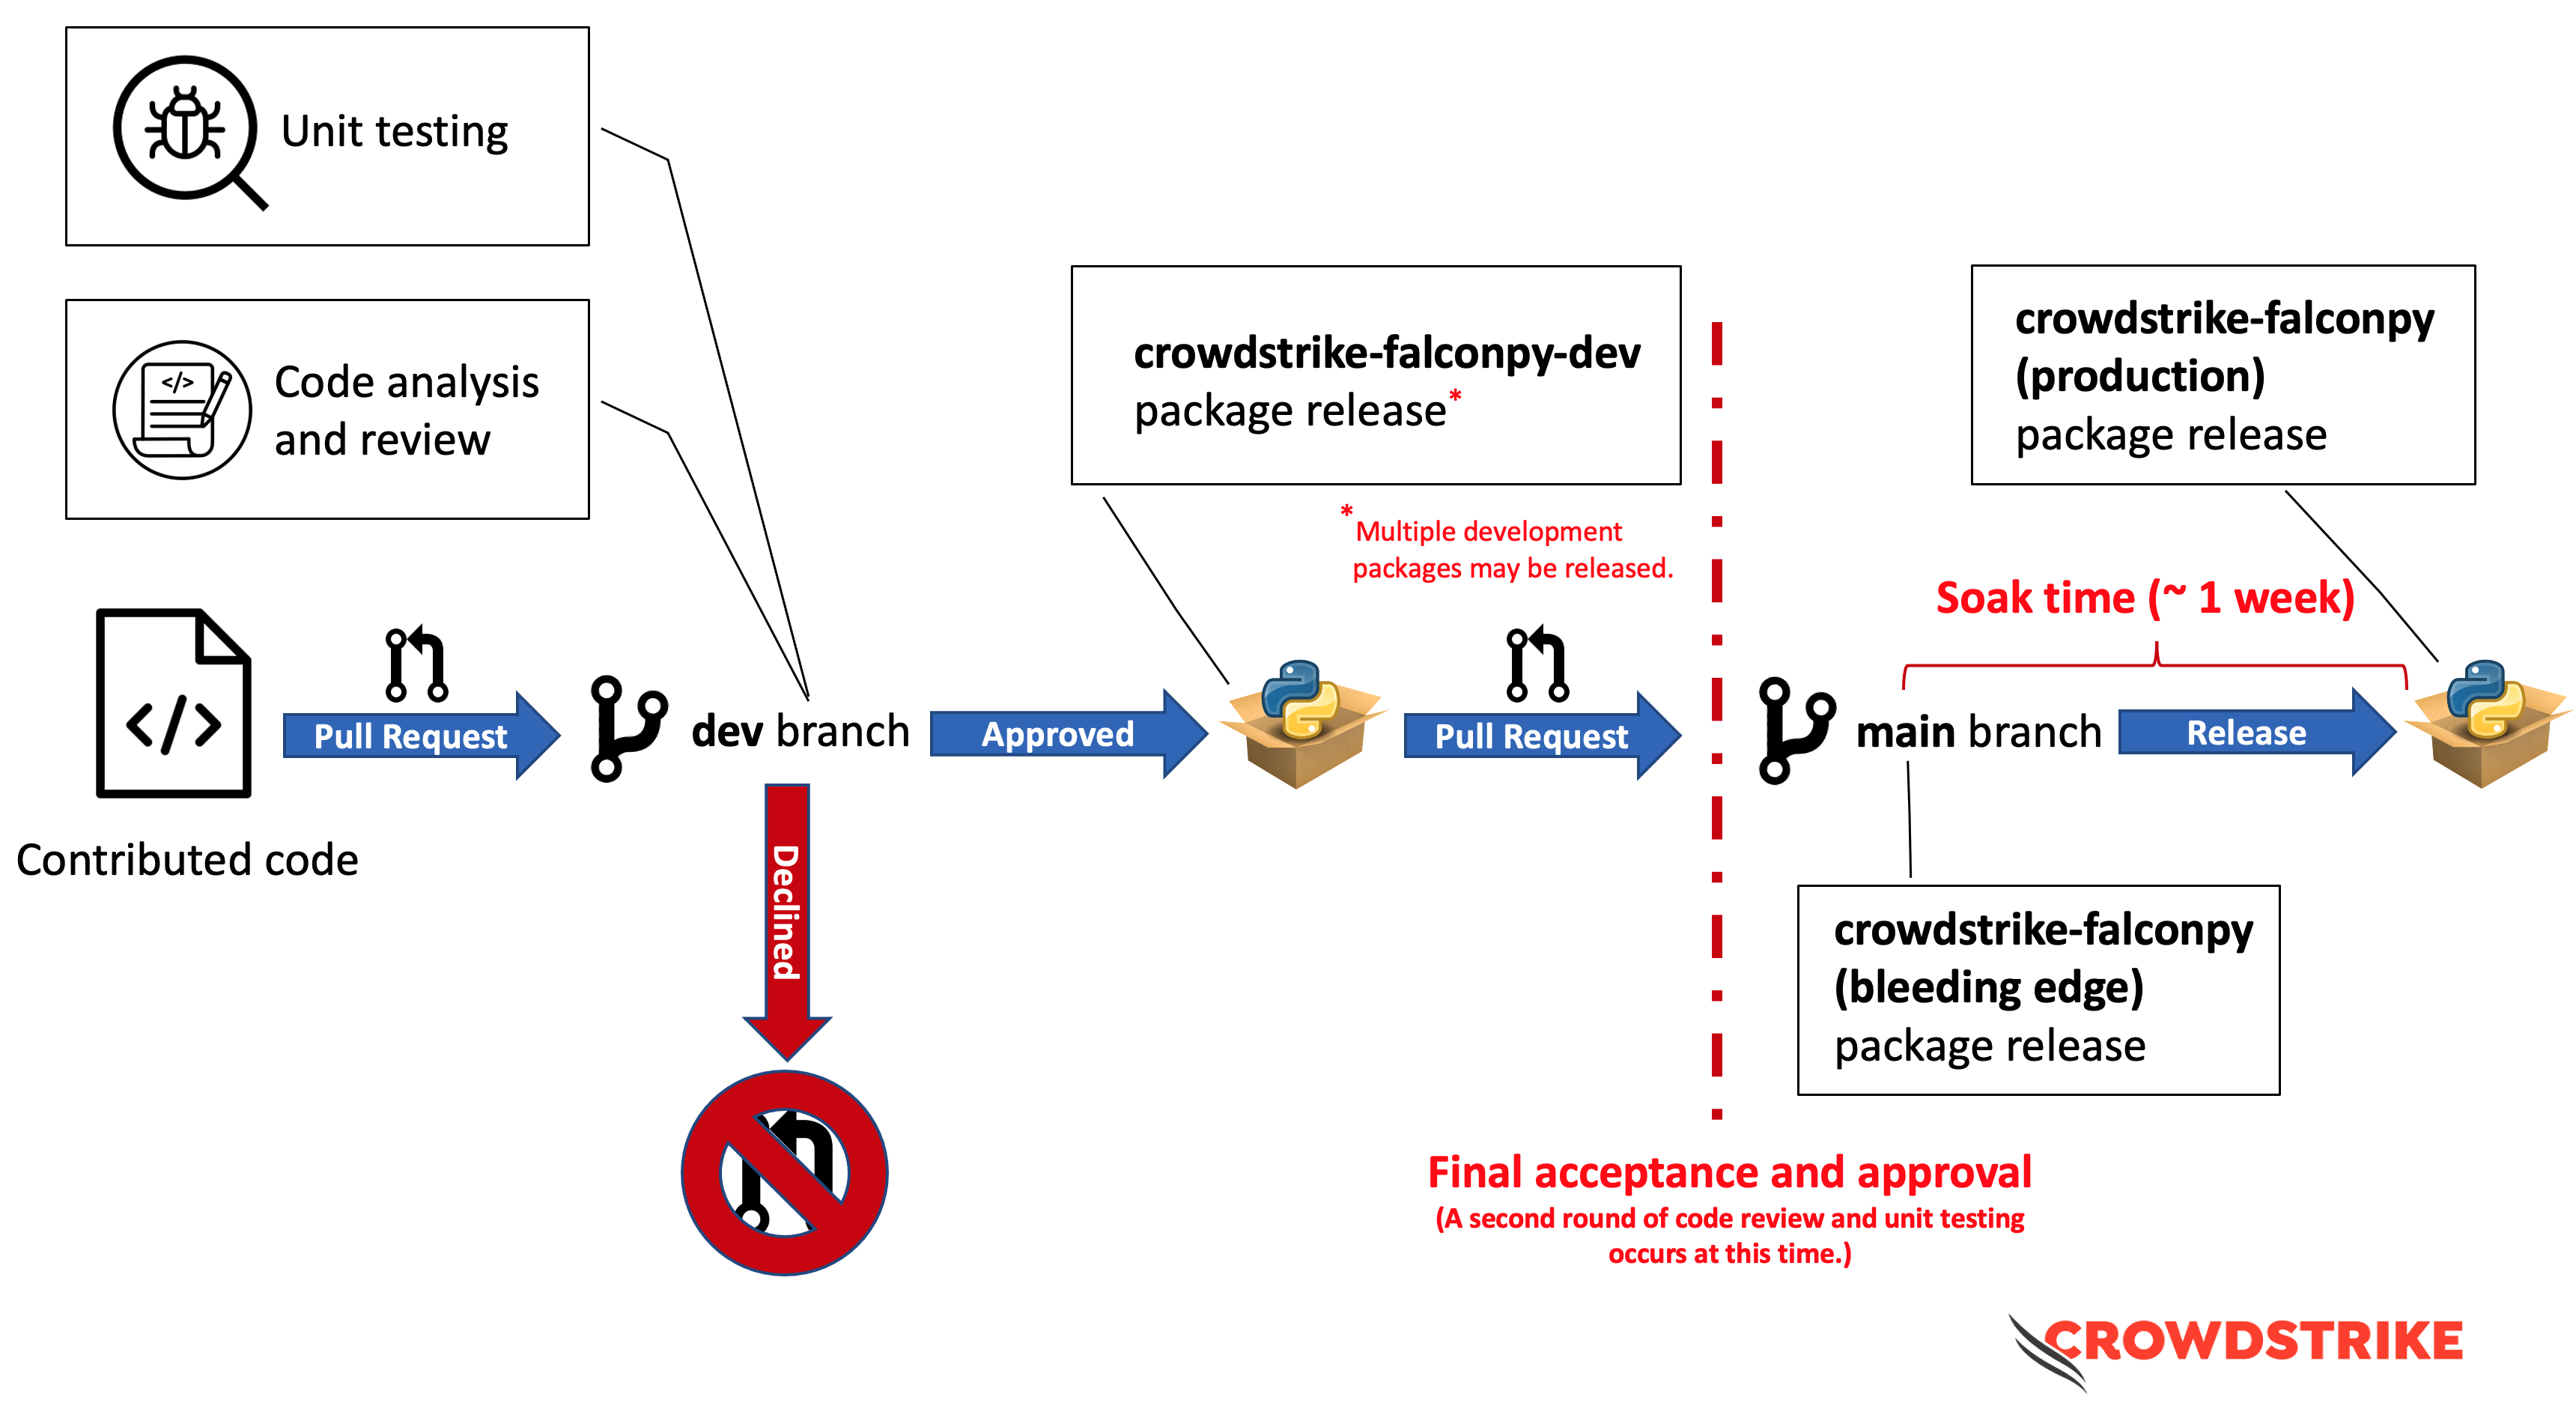 Unit testing
Code analysis
and review
</>
crowdstrike-falconpy-dev
package release*
*Multiple development
packages may be released.
crowdstrike-falconpy
(production)
package release
Soak time (~ 1 week)
</>
Contributed code
Pull Request
dev branch
Approved
Pull Request
main branch
Release
Declined
crowdstrike-falconpy
(bleeding edge)
package release
Final acceptance and approval
(A second round of code review and unit testing
occurs at this time.)
CROWDSTRIKE